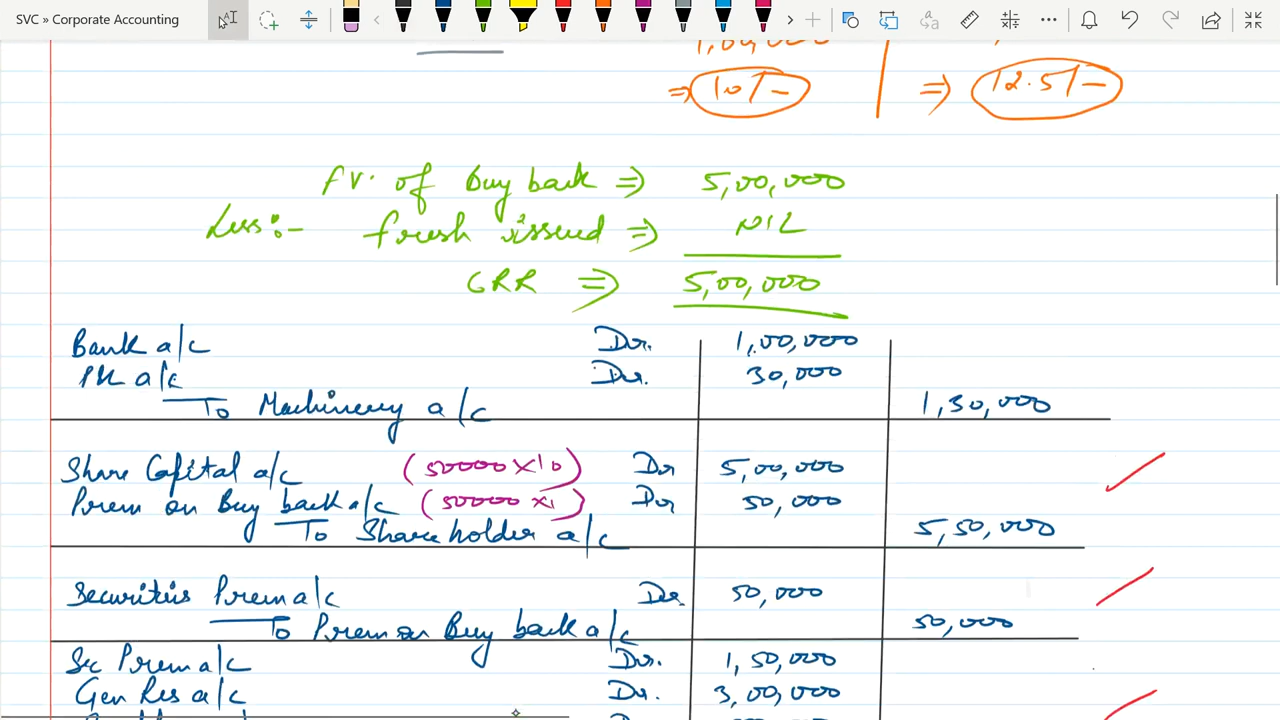 SVC » Corporate Accounting
⇒ 10/- ⇒ 12.5/-
FV. of Buy back ⇒ 5,00,000
Less:- fresh issued ⇒ NIL
CRR ⇒ 5,00,000
Bank a/c Dr. 1,00,000
Dr. 30,000
To Machinery a/c 1,30,000
Share Capital a/c (50000 × 10) Dr 5,00,000
Prem on Buy back a/c (50000 × 1) Dr 50,000
To Shareholder a/c 5,50,000
Securities Prem a/c Dr. 50,000
To Prem on Buy back a/c 50,000
Sec Prem a/c Dr. 1,50,000
Gen Res a/c Dr. 3,00,000